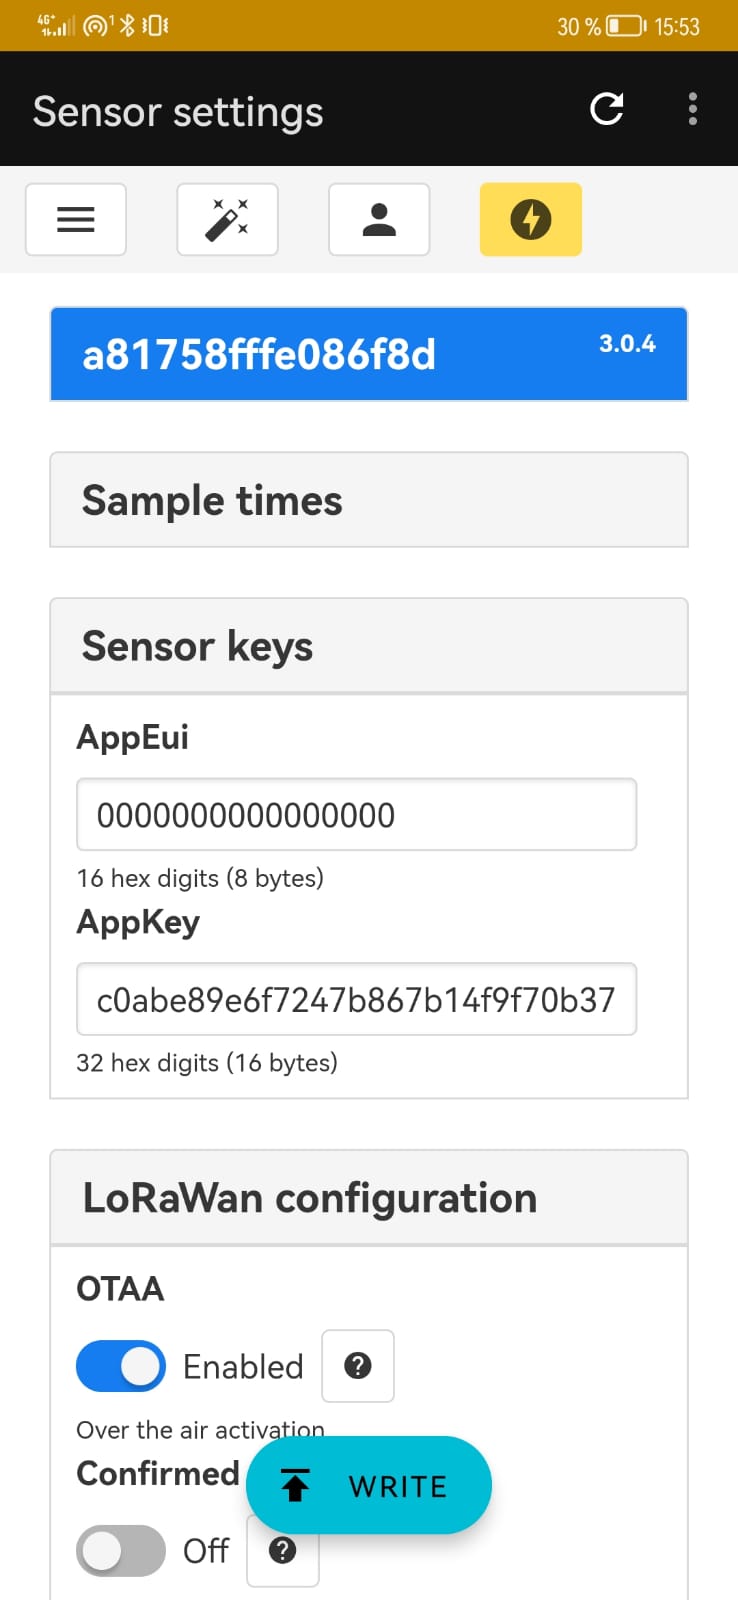 4G+
1
30 %
15:53
Sensor settings
a81758fffe086f8d
3.0.4
Sample times
Sensor keys
AppEui
0000000000000000
16 hex digits (8 bytes)
AppKey
c0abe89e6f7247b867b14f9f70b37
32 hex digits (16 bytes)
LoRaWan configuration
OTAA
Enabled
Over the air activation
Confirmed
WRITE
Off